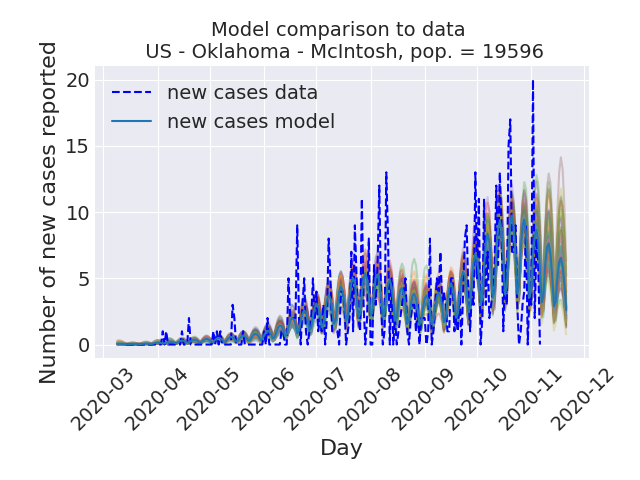 Model comparison to data
US - Oklahoma - McIntosh, pop. = 19596
Number of new cases reported
20
15
10
5
0
new cases data
new cases model
2020-03
2020-04
2020-05
2020-06
2020-07
2020-08
2020-09
2020-10
2020-11
2020-12
Day